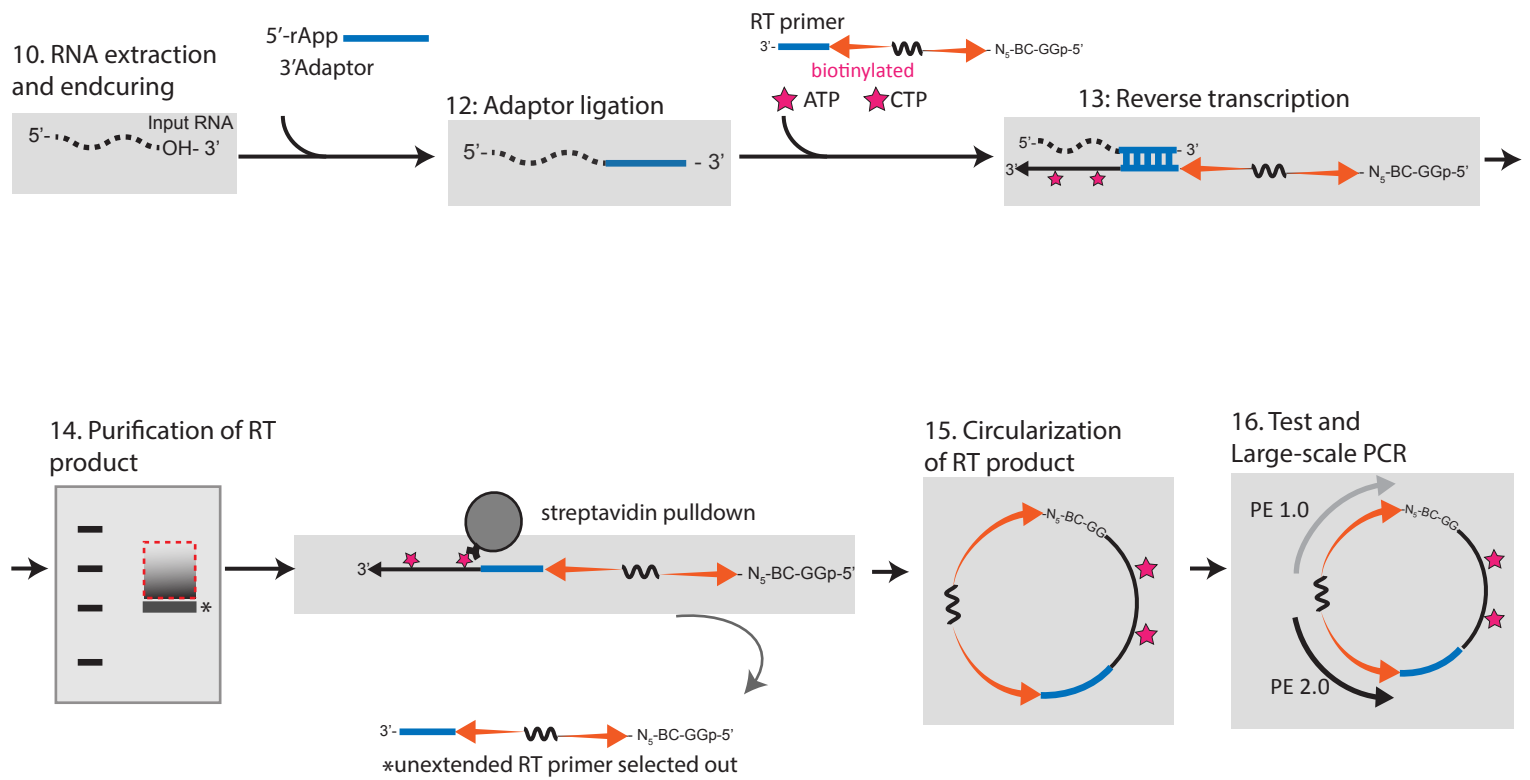 10. RNA extraction
and endcuring
5'-
Input RNA
OH- 3'
5'-rApp
3'Adaptor
12: Adaptor ligation
5'-
- 3'
RT primer
3'-
- N5-BC-GGp-5'
biotinylated
ATP
CTP
13: Reverse transcription
5'-
- 3'
3'
- N5-BC-GGp-5'
14. Purification of RT
product
*
streptavidin pulldown
3'
- N5-BC-GGp-5'
3'-
- N5-BC-GGp-5'
*unextended RT primer selected out
15. Circularization
of RT product
-N5-BC-GG
16. Test and
Large-scale PCR
PE 1.0
-N5-BC-GG
PE 2.0